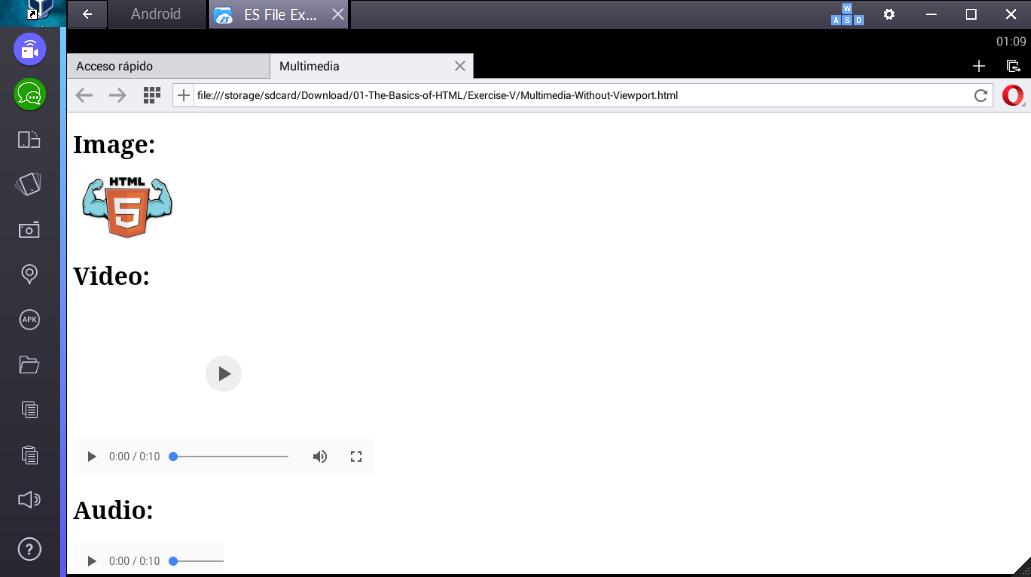 Android
ES File Ex...
W
A S D
01:09
Acceso rápido
Multimedia
file:///storage/sdcard/Download/01-The-Basics-of-HTML/Exercise-V/Multimedia-Without-Viewport.html
Image:
HTML
5
Video:
APK
0:00 / 0:10
Audio:
0:00 / 0:10